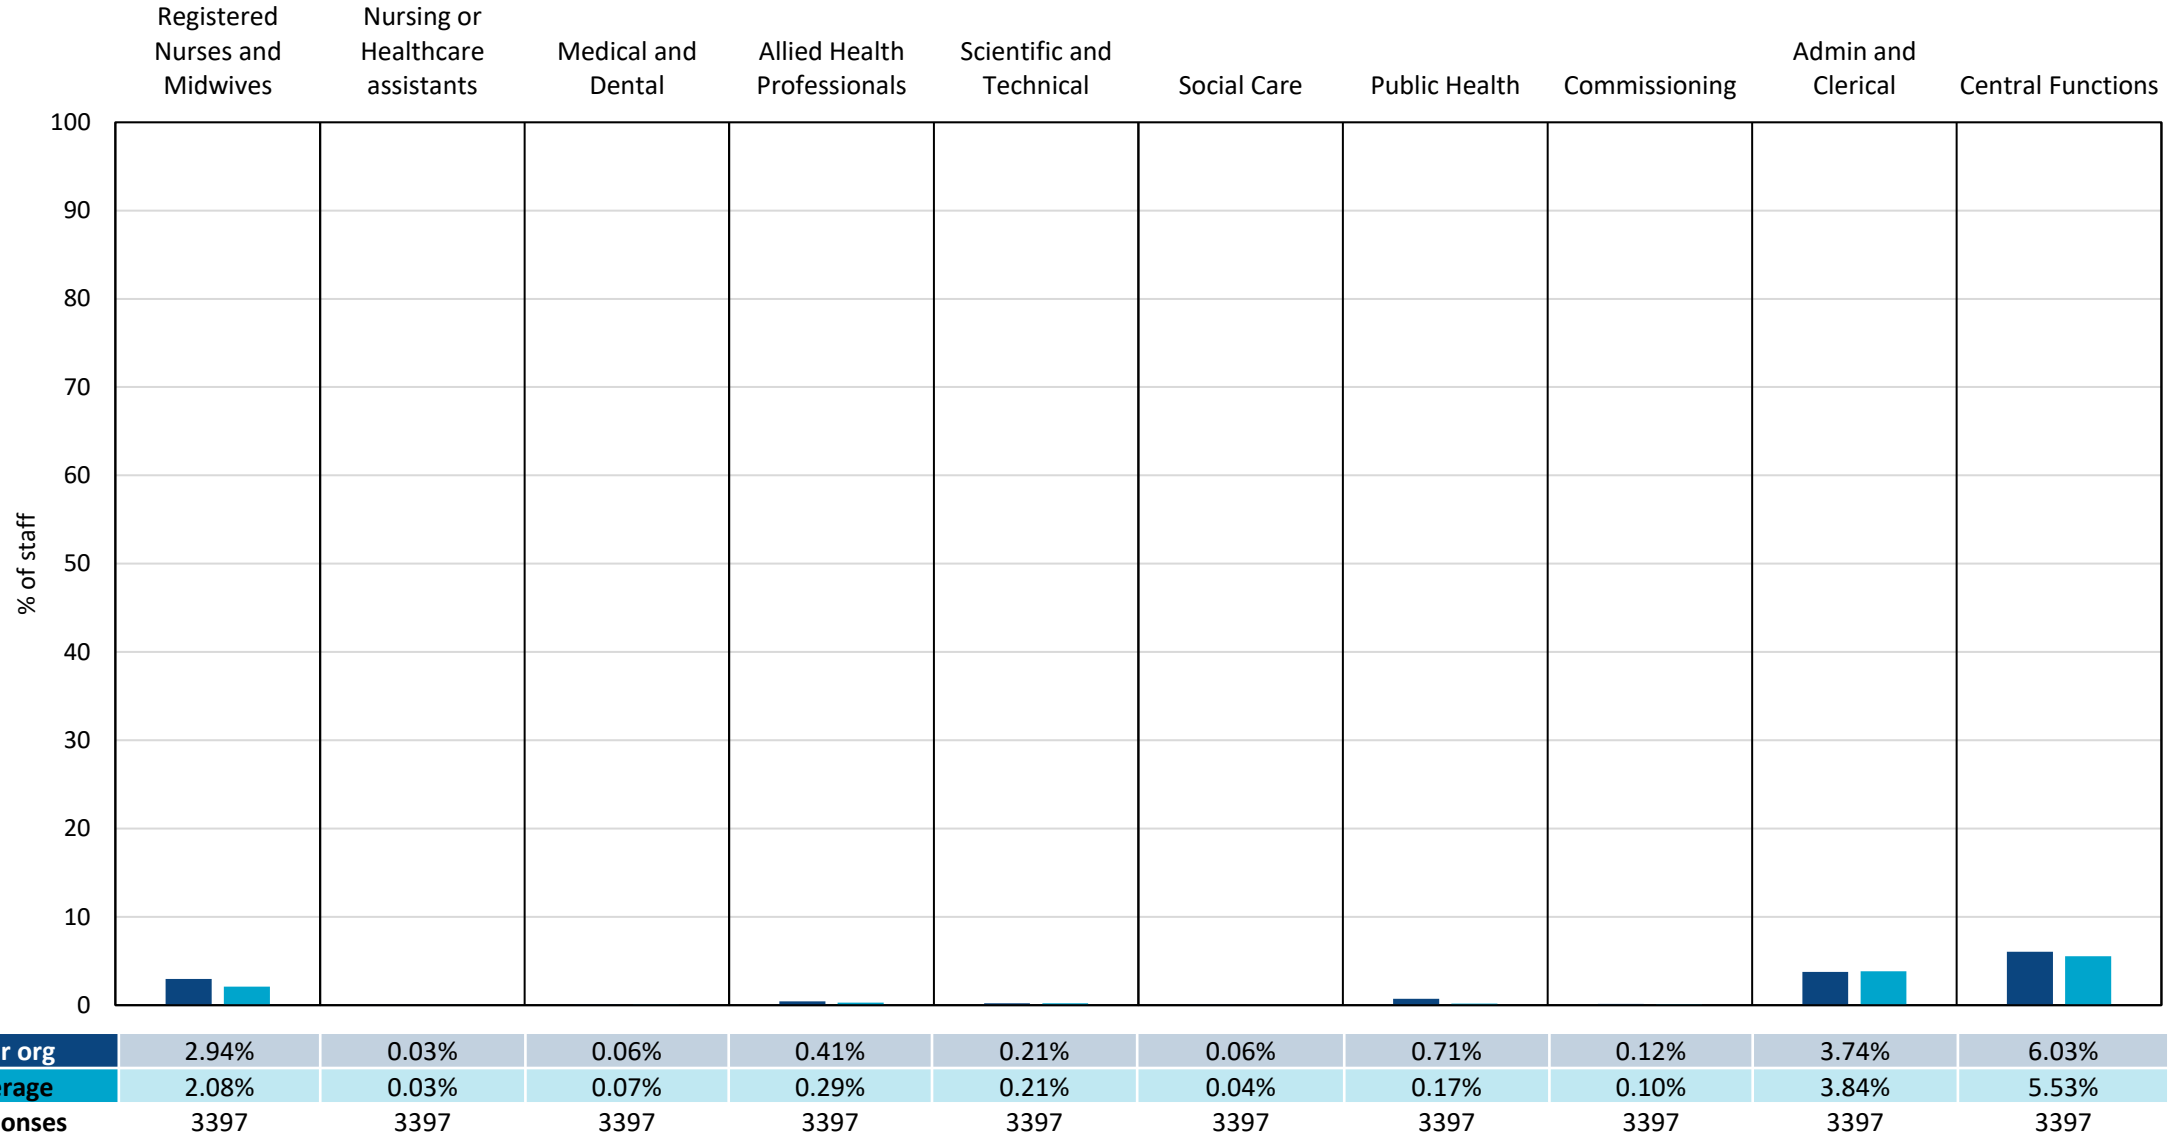 Registered Nurses and Midwives
Nursing or Healthcare assistants
Medical and Dental
Allied Health Professionals
Scientific and Technical
Social Care
Public Health
Commissioning
Admin and Clerical
Central Functions
% of staff
100
90
80
70
60
50
40
30
20
10
0
r org 2.94% 0.03% 0.06% 0.41% 0.21% 0.06% 0.71% 0.12% 3.74% 6.03%
erage 2.08% 0.03% 0.07% 0.29% 0.21% 0.04% 0.17% 0.10% 3.84% 5.53%
onses 3397 3397 3397 3397 3397 3397 3397 3397 3397 3397